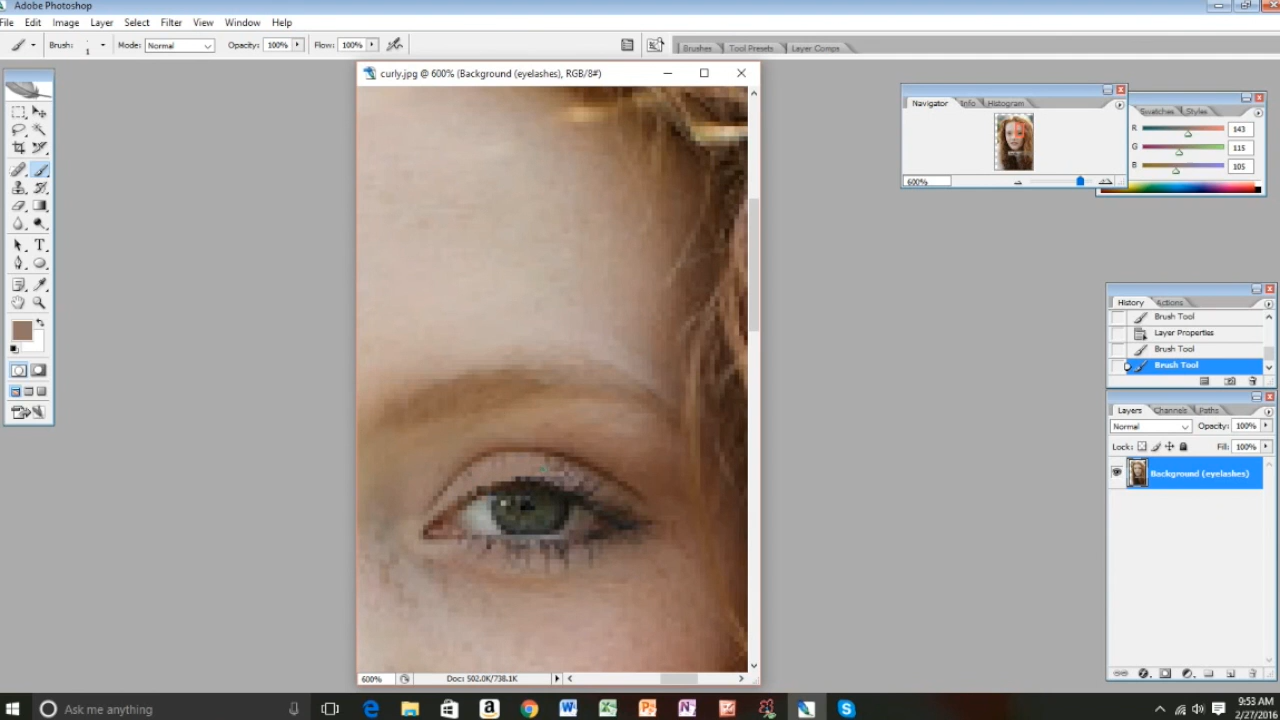 Adobe Photoshop
File Edit Image Layer Select Filter View Window Help
Brush: 1 Mode: Normal Opacity: 100% Flow: 100% Brushes Tool Presets Layer Comps
curly.jpg @ 600% (Background (eyelashes), RGB/8#)
Navigator Info Histogram
600%
Swatches Styles
R 143
G 115
B 105
History Actions
Brush Tool
Layer Properties
Brush Tool
Brush Tool
Layers Channels Paths
Normal Opacity: 100%
Lock: Fill: 100%
Background (eyelashes)
600% Doc: 502.0K/738.1K
Ask me anything
9:53 AM
2/27/2016